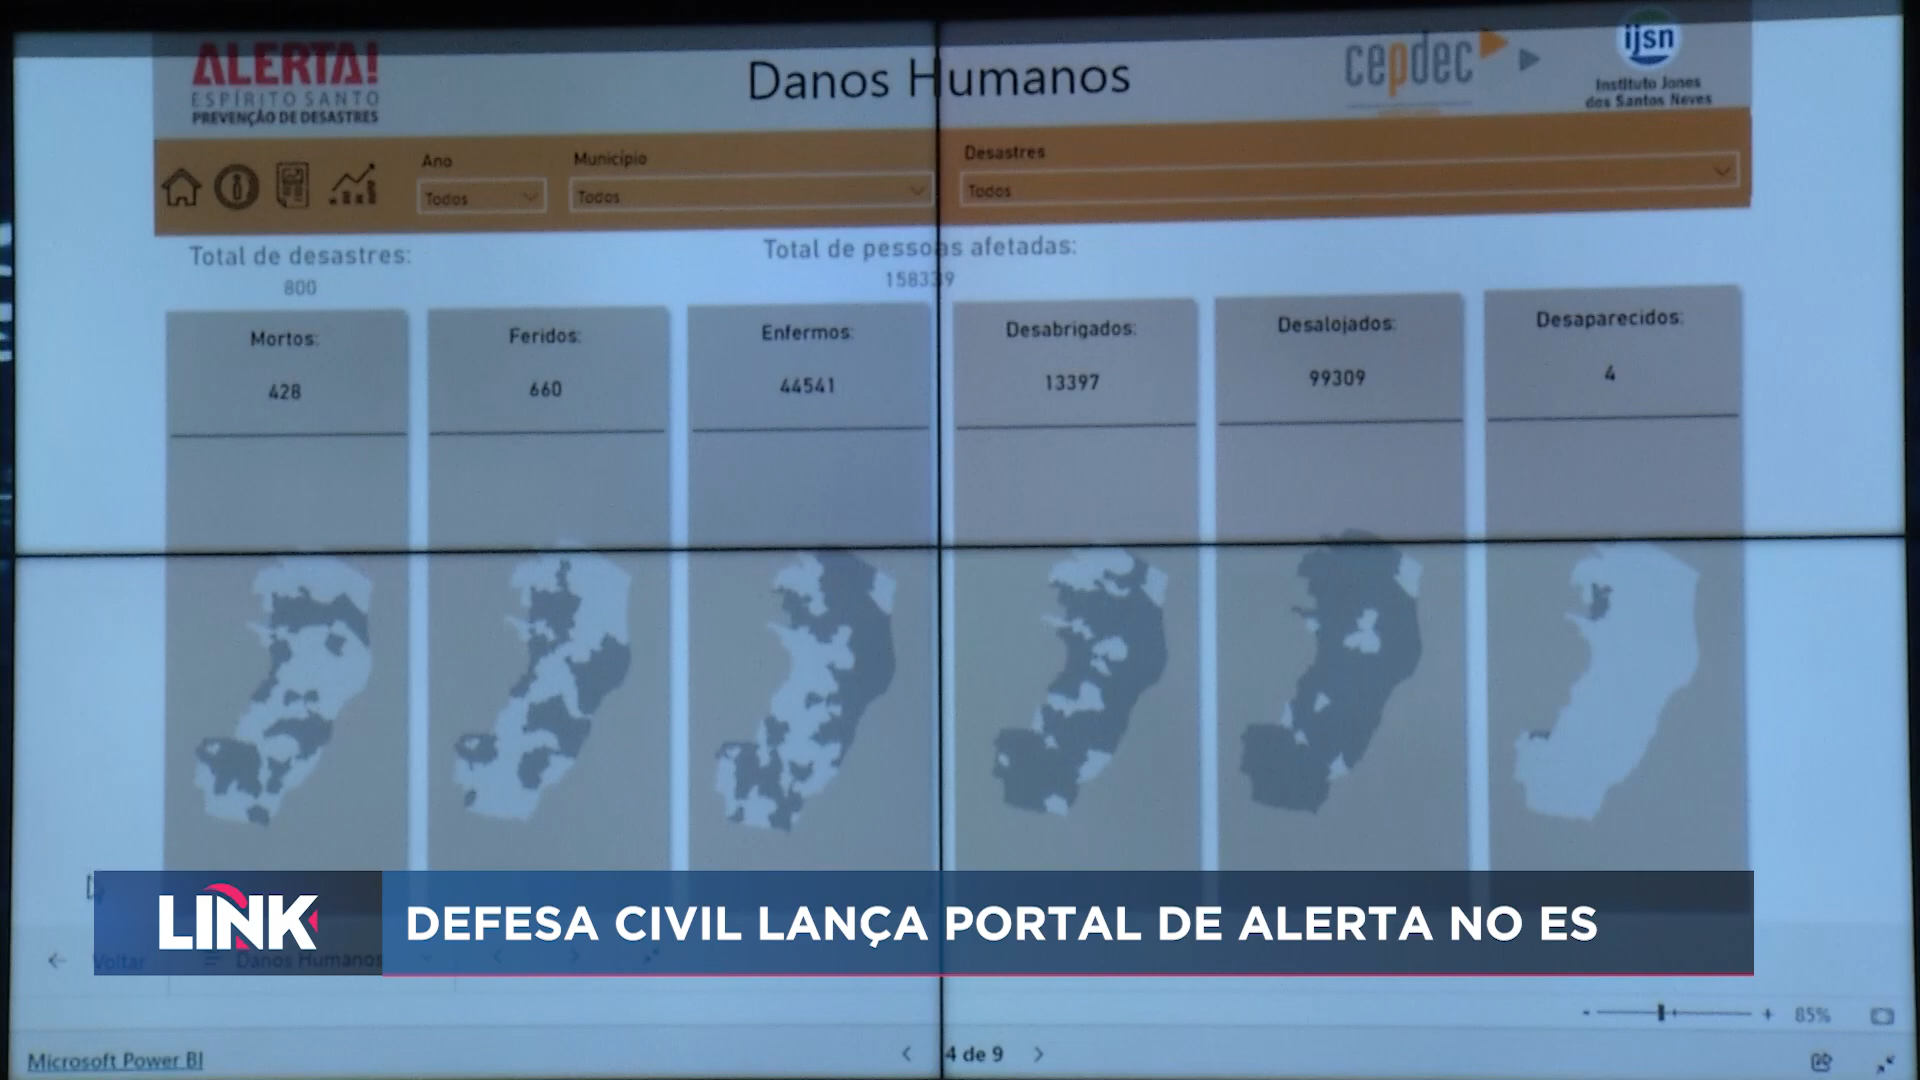 ALERTA!
ESPÍRITO SANTO
PREVENÇÃO DE DESASTRES
Danos Humanos
cepdec
ijsn
Instituto Jones
dos Santos Neves
Ano
Todos
Município
Todos
Desastres
Todos
Total de desastres:
800
Total de pessoas afetadas:
158339
Mortos:
428
Feridos:
660
Enfermos:
44541
Desabrigados:
13397
Desalojados:
99309
Desaparecidos:
4
LINK
DEFESA CIVIL LANÇA PORTAL DE ALERTA NO ES
Voltar
Danos Humanos
- + 85%
Microsoft Power BI
4 de 9